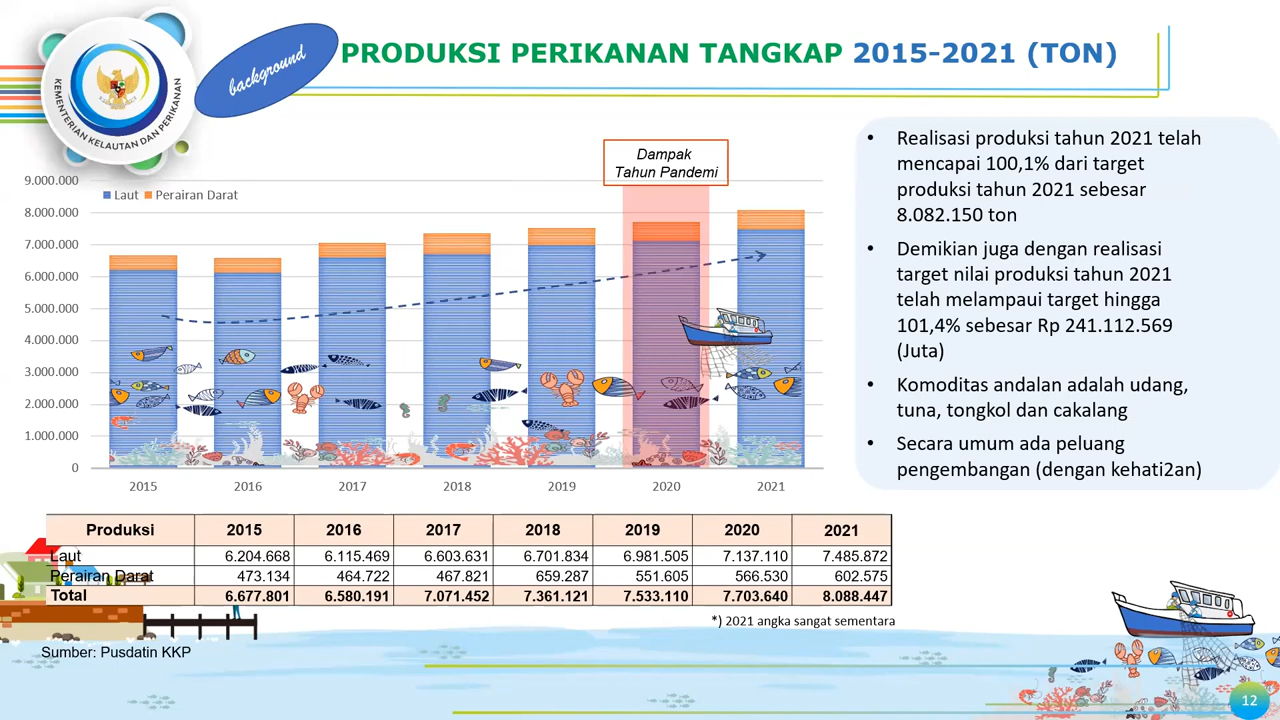 KEMENTERIAN KELAUTAN DAN PERIKANAN
background
PRODUKSI PERIKANAN TANGKAP 2015-2021 (TON)
Dampak
Tahun Pandemi
Laut Perairan Darat
9.000.000
8.000.000
7.000.000
6.000.000
5.000.000
4.000.000
3.000.000
2.000.000
1.000.000
0
2015 2016 2017 2018 2019 2020 2021
• Realisasi produksi tahun 2021 telah
mencapai 100,1% dari target
produksi tahun 2021 sebesar
8.082.150 ton
• Demikian juga dengan realisasi
target nilai produksi tahun 2021
telah melampaui target hingga
101,4% sebesar Rp 241.112.569
(Juta)
• Komoditas andalan adalah udang,
tuna, tongkol dan cakalang
• Secara umum ada peluang
pengembangan (dengan kehati2an)
Produksi 2015 2016 2017 2018 2019 2020 2021
Laut 6.204.668 6.115.469 6.603.631 6.701.834 6.981.505 7.137.110 7.485.872
Perairan Darat 473.134 464.722 467.821 659.287 551.605 566.530 602.575
Total 6.677.801 6.580.191 7.071.452 7.361.121 7.533.110 7.703.640 8.088.447
*) 2021 angka sangat sementara
Sumber: Pusdatin KKP
12